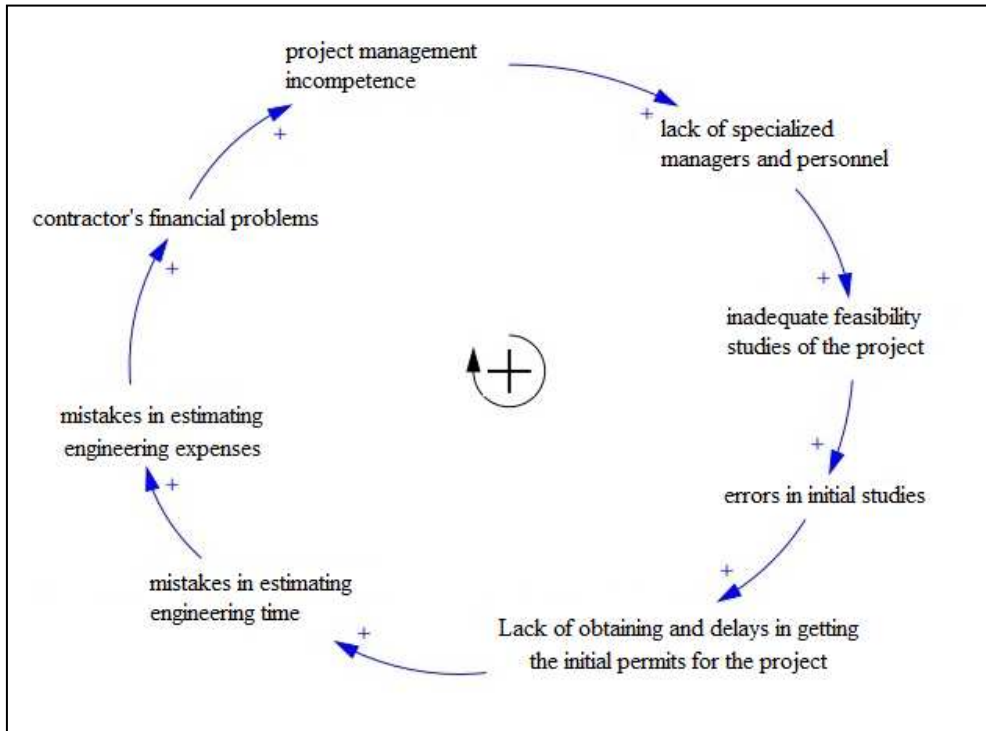 project management
incompetence
+
lack of specialized
managers and personnel
+
inadequate feasibility
studies of the project
+
errors in initial studies
+
Lack of obtaining and delays in getting
the initial permits for the project
+
mistakes in estimating
engineering time
+
mistakes in estimating
engineering expenses
+
contractor's financial problems
+
+